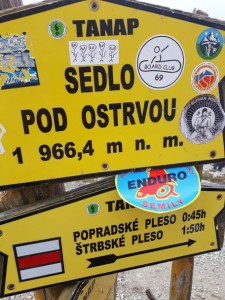 TANAP
BOARD CLUB
69
SEDLO
POD OSTRVOU
1 966,4 m n. m.
ENDURO
SEMILY
POPRADSKÉ PLESO 0:45h
ŠTRBSKÉ PLESO 1:50h